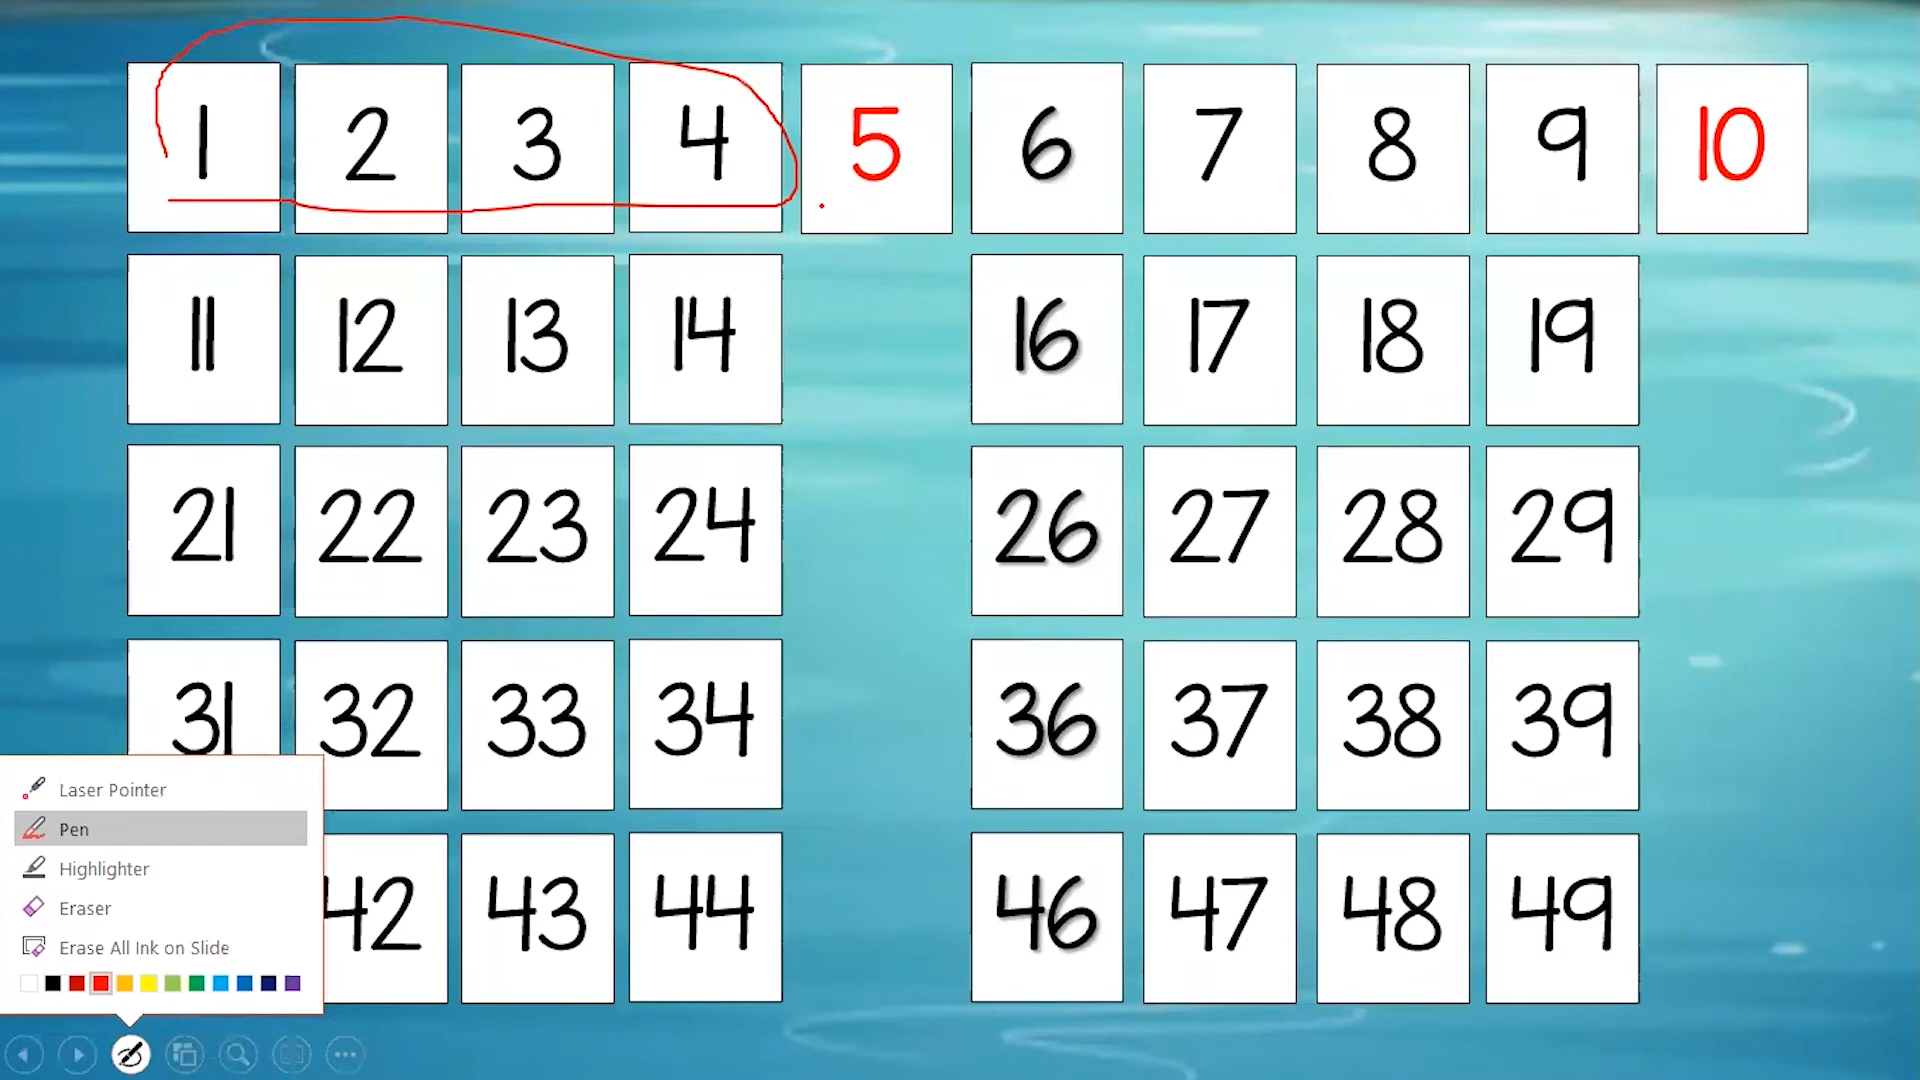 1 2 3 4 5 6 7 8 9 10
11 12 13 14 16 17 18 19
21 22 23 24 26 27 28 29
31 32 33 34 36 37 38 39
42 43 44 46 47 48 49
Laser Pointer
Pen
Highlighter
Eraser
Erase All Ink on Slide